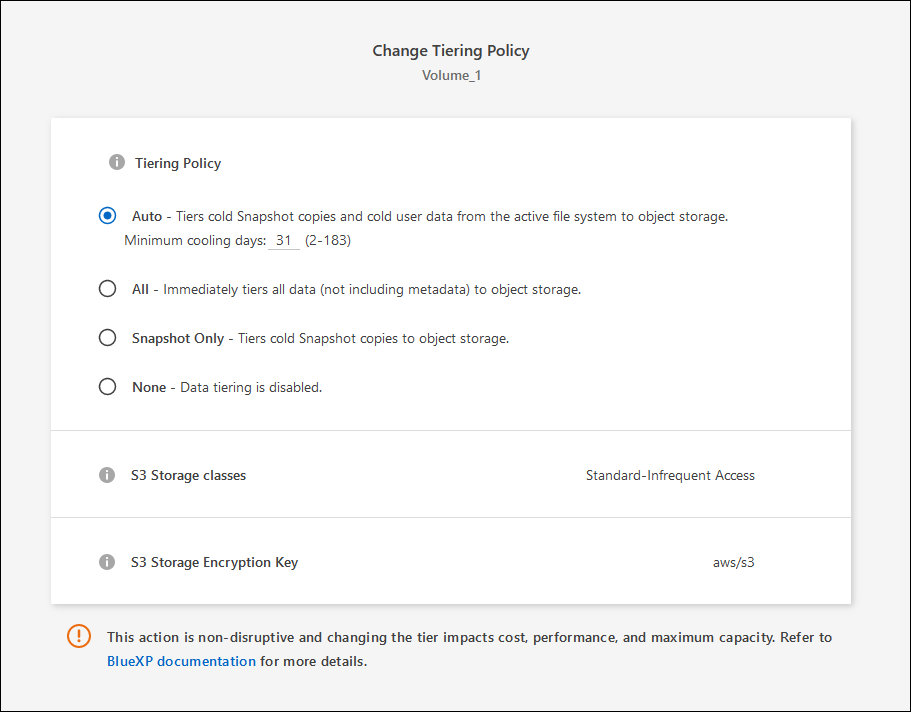 Change Tiering Policy
Volume_1
Tiering Policy
Auto - Tiers cold Snapshot copies and cold user data from the active file system to object storage.
Minimum cooling days: 31 (2-183)
All - Immediately tiers all data (not including metadata) to object storage.
Snapshot Only - Tiers cold Snapshot copies to object storage.
None - Data tiering is disabled.
S3 Storage classes Standard-Infrequent Access
S3 Storage Encryption Key aws/s3
This action is non-disruptive and changing the tier impacts cost, performance, and maximum capacity. Refer to
BlueXP documentation for more details.